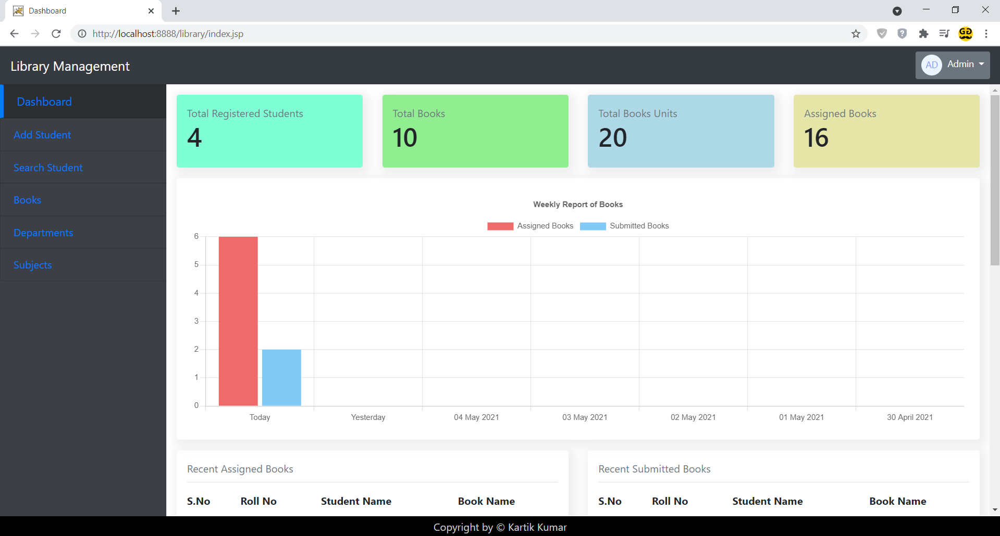 Dashboard
http://localhost:8888/library/index.jsp
Library Management
AD Admin
Dashboard
Add Student
Search Student
Books
Departments
Subjects
Total Registered Students
4
Total Books
10
Total Books Units
20
Assigned Books
16
Weekly Report of Books
Assigned Books Submitted Books
6
5
4
3
2
1
0
Today Yesterday 04 May 2021 03 May 2021 02 May 2021 01 May 2021 30 April 2021
Recent Assigned Books
S.No Roll No Student Name Book Name
Recent Submitted Books
S.No Roll No Student Name Book Name
Copyright by © Kartik Kumar